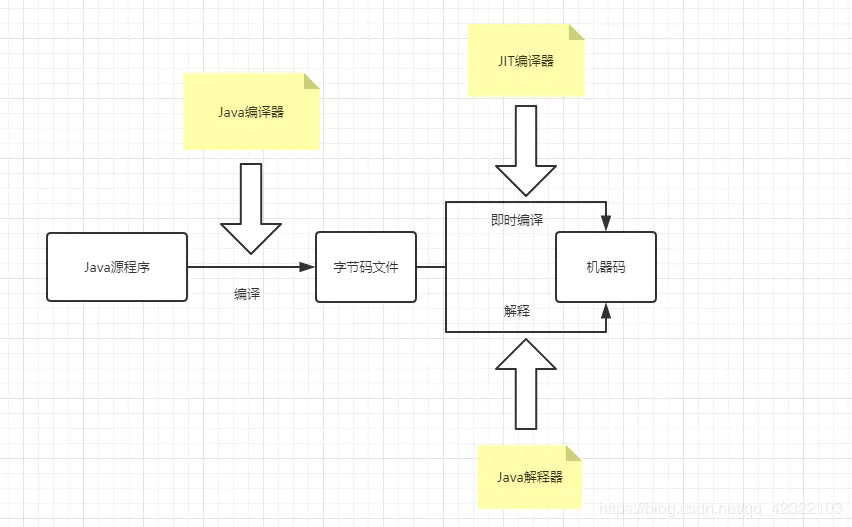 JIT编译器
Java编译器
即时编译
Java源程序
字节码文件
机器码
编译
解释
Java解释器
https://blog.csdn.net/qq_42322103